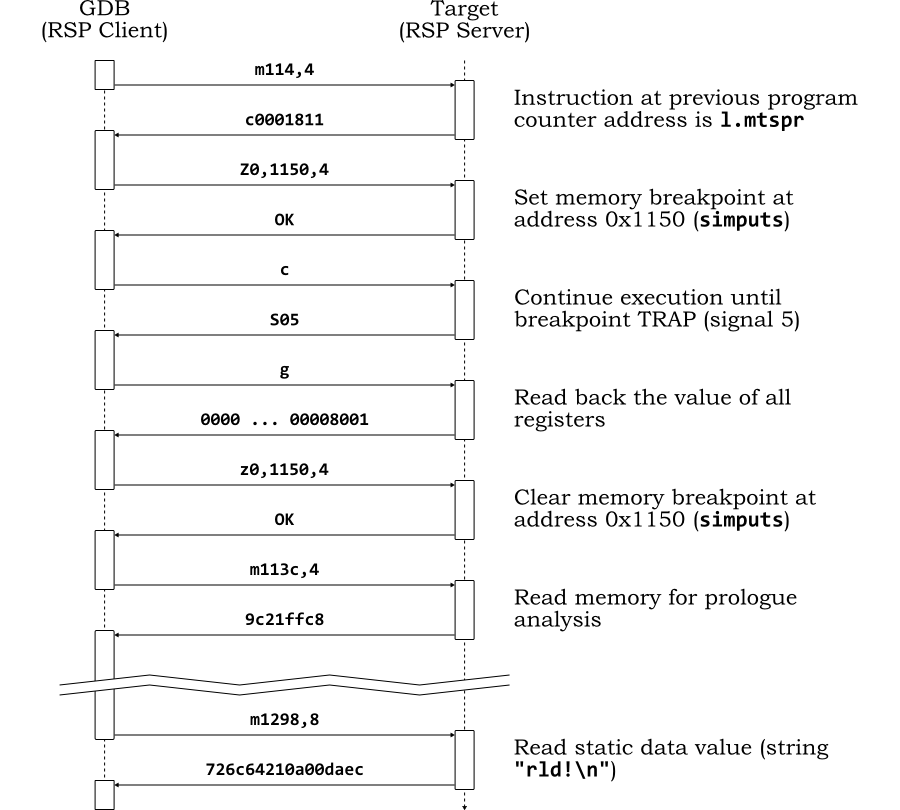 GDB
(RSP Client)
Target
(RSP Server)
m114,4
Instruction at previous program
counter address is l.mtspr
c0001811
Z0,1150,4
Set memory breakpoint at
address 0x1150 (simputs)
OK
c
Continue execution until
breakpoint TRAP (signal 5)
S05
g
Read back the value of all
registers
0000 ... 00008001
z0,1150,4
Clear memory breakpoint at
address 0x1150 (simputs)
OK
m113c,4
Read memory for prologue
analysis
9c21ffc8
m1298,8
Read static data value (string
"rld!\n")
726c64210a00daec